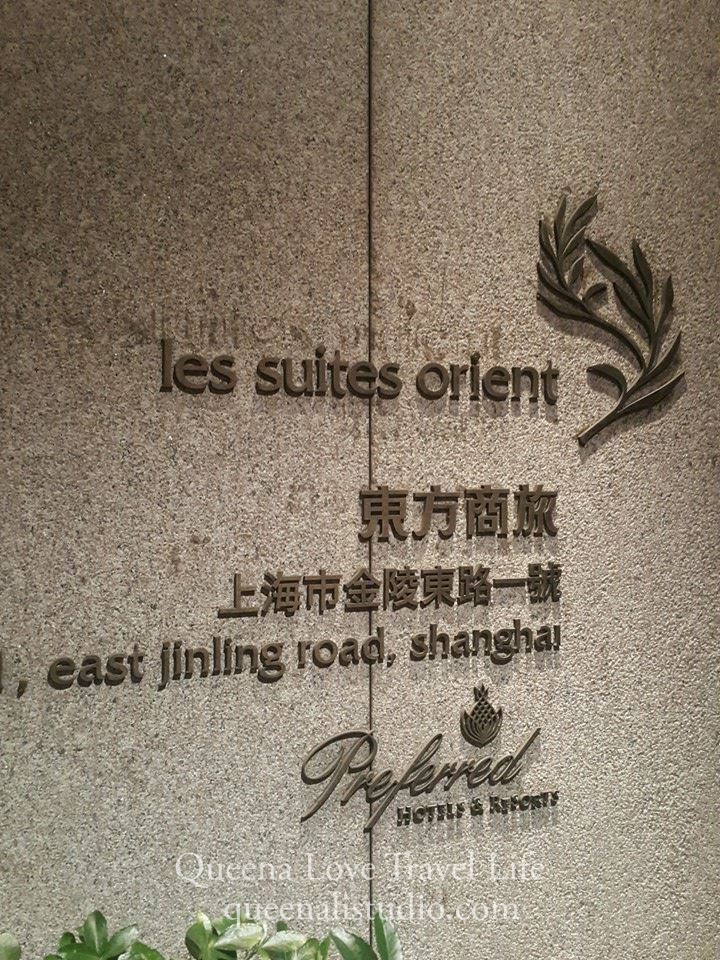 les suites orient
東方商旅
上海市金陵東路一號
1, east jinling road, shanghai
Preferred
HOTELS & RESORTS
Queena Love Travel Life
queenalistudio.com